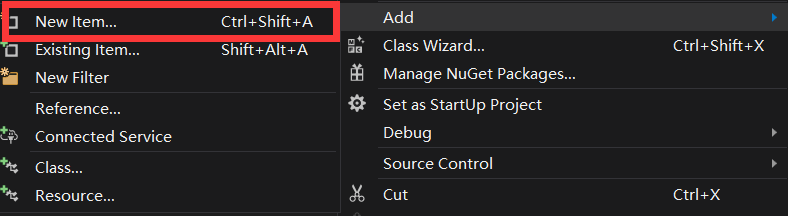 New Item... Ctrl+Shift+A
Existing Item... Shift+Alt+A
New Filter
Reference...
Connected Service
Class...
Resource...
Add
Class Wizard... Ctrl+Shift+X
Manage NuGet Packages...
Set as StartUp Project
Debug
Source Control
Cut Ctrl+X